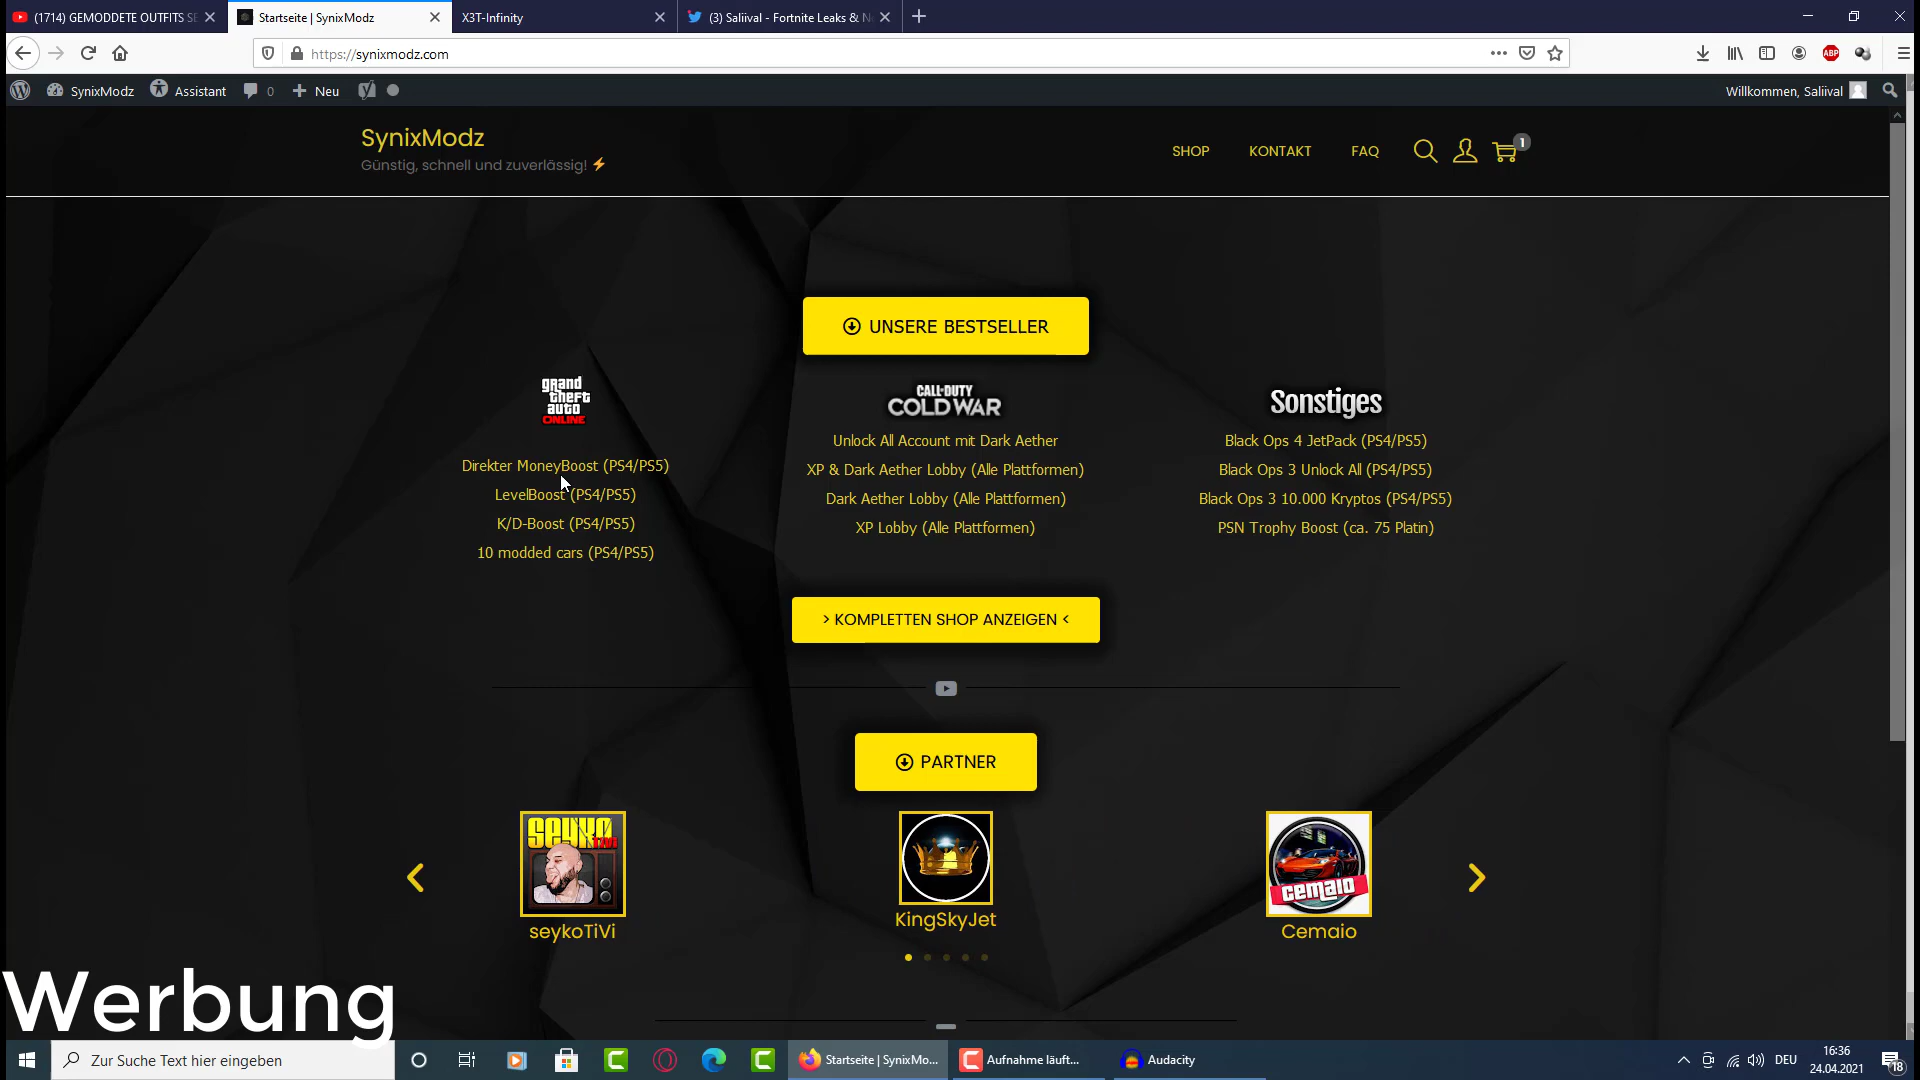 (1714) GEMODDETE OUTFITS SE
Startseite | SynixModz
X3T-Infinity
(3) Saliival - Fortnite Leaks & N
https://synixmodz.com
ABP
SynixModz
Assistant
0
Neu
Willkommen, Saliival
SynixModz
Günstig, schnell und zuverlässig!
SHOP
KONTAKT
FAQ
1
UNSERE BESTSELLER
grand
theft
auto
ONLINE
Direkter MoneyBoost (PS4/PS5)
LevelBoost (PS4/PS5)
K/D-Boost (PS4/PS5)
10 modded cars (PS4/PS5)
CALL OF DUTY
COLD WAR
Unlock All Account mit Dark Aether
XP & Dark Aether Lobby (Alle Plattformen)
Dark Aether Lobby (Alle Plattformen)
XP Lobby (Alle Plattformen)
Sonstiges
Black Ops 4 JetPack (PS4/PS5)
Black Ops 3 Unlock All (PS4/PS5)
Black Ops 3 10.000 Kryptos (PS4/PS5)
PSN Trophy Boost (ca. 75 Platin)
> KOMPLETTEN SHOP ANZEIGEN <
PARTNER
SEYKO
TIVI
seykoTiVi
KingSkyJet
CEMAIO
Cemaio
Werbung
Zur Suche Text hier eingeben
Startseite | SynixMo...
Aufnahme läuft...
Audacity
DEU
16:36
24.04.2021
18